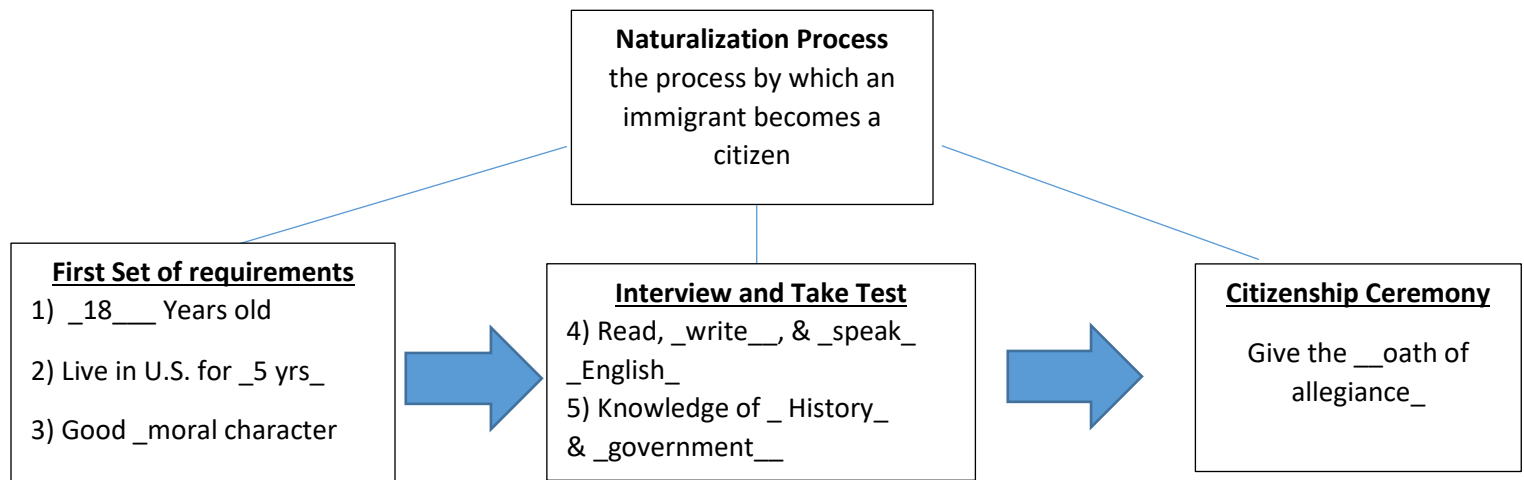 Naturalization Process
the process by which an
immigrant becomes a
citizen
First Set of requirements
1) _18___ Years old
2) Live in U.S. for _5 yrs_
3) Good _moral character
Interview and Take Test
4) Read, _write__, & _speak_
_English_
5) Knowledge of _ History_
& _government__
Citizenship Ceremony
Give the __oath of
allegiance_